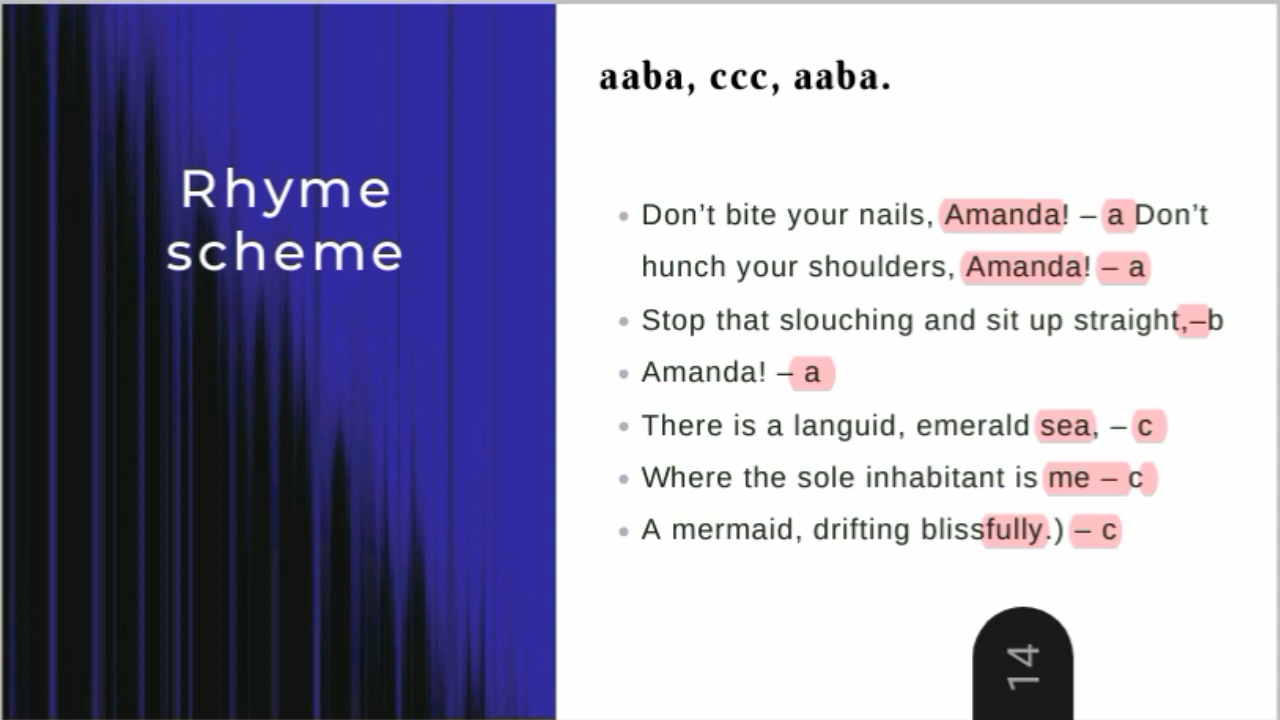 Rhyme
scheme
aaba, ccc, aaba.
Don’t bite your nails, Amanda! – a Don’t
hunch your shoulders, Amanda! – a
Stop that slouching and sit up straight,–b
Amanda! – a
There is a languid, emerald sea, – c
Where the sole inhabitant is me – c
A mermaid, drifting blissfully.) – c
14